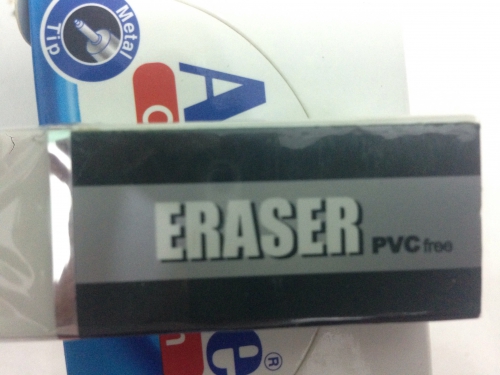 ERASER PVC free
Metal
Tip
A
e®